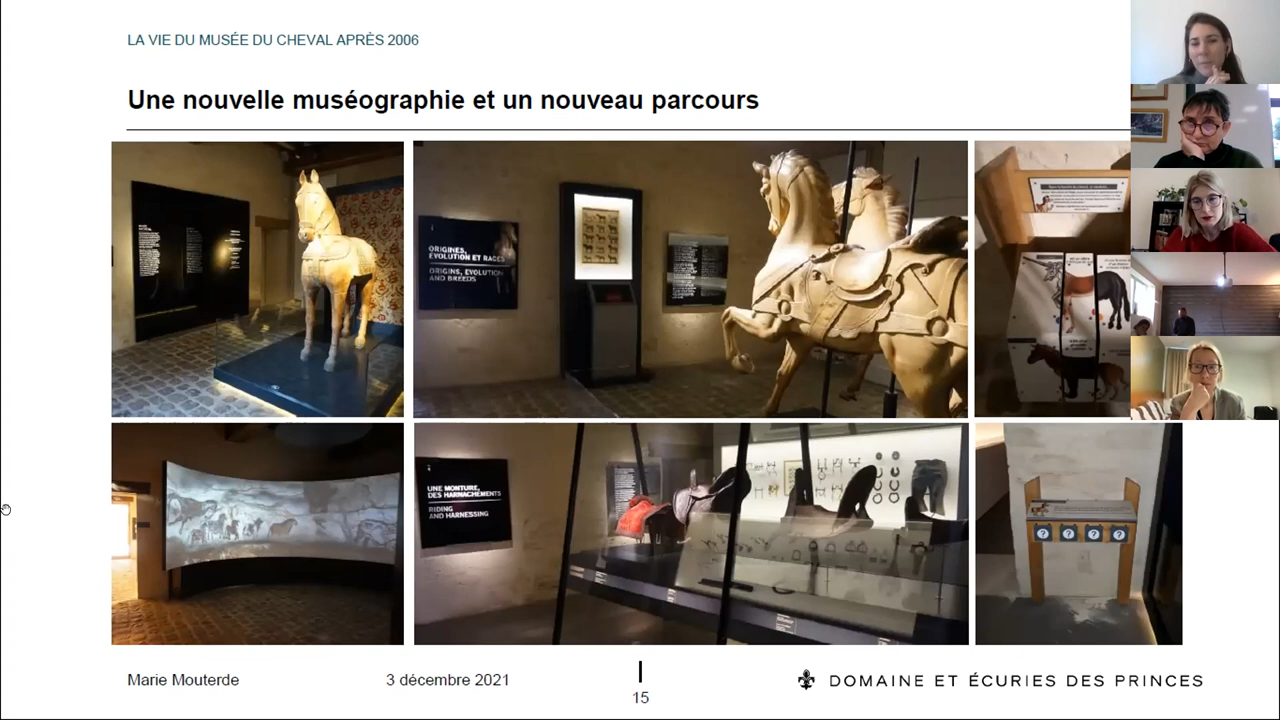 LA VIE DU MUSÉE DU CHEVAL APRÈS 2006
Une nouvelle muséographie et un nouveau parcours
ORIGINES,
EVOLUTION ET RACES
ORIGINS, EVOLUTION
AND BREEDS
UNE MONTURE,
DES HARNACHEMENTS
RIDING
AND HARNESSING
? ? ? ?
Marie Mouterde
3 décembre 2021
15
DOMAINE ET ÉCURIES DES PRINCES